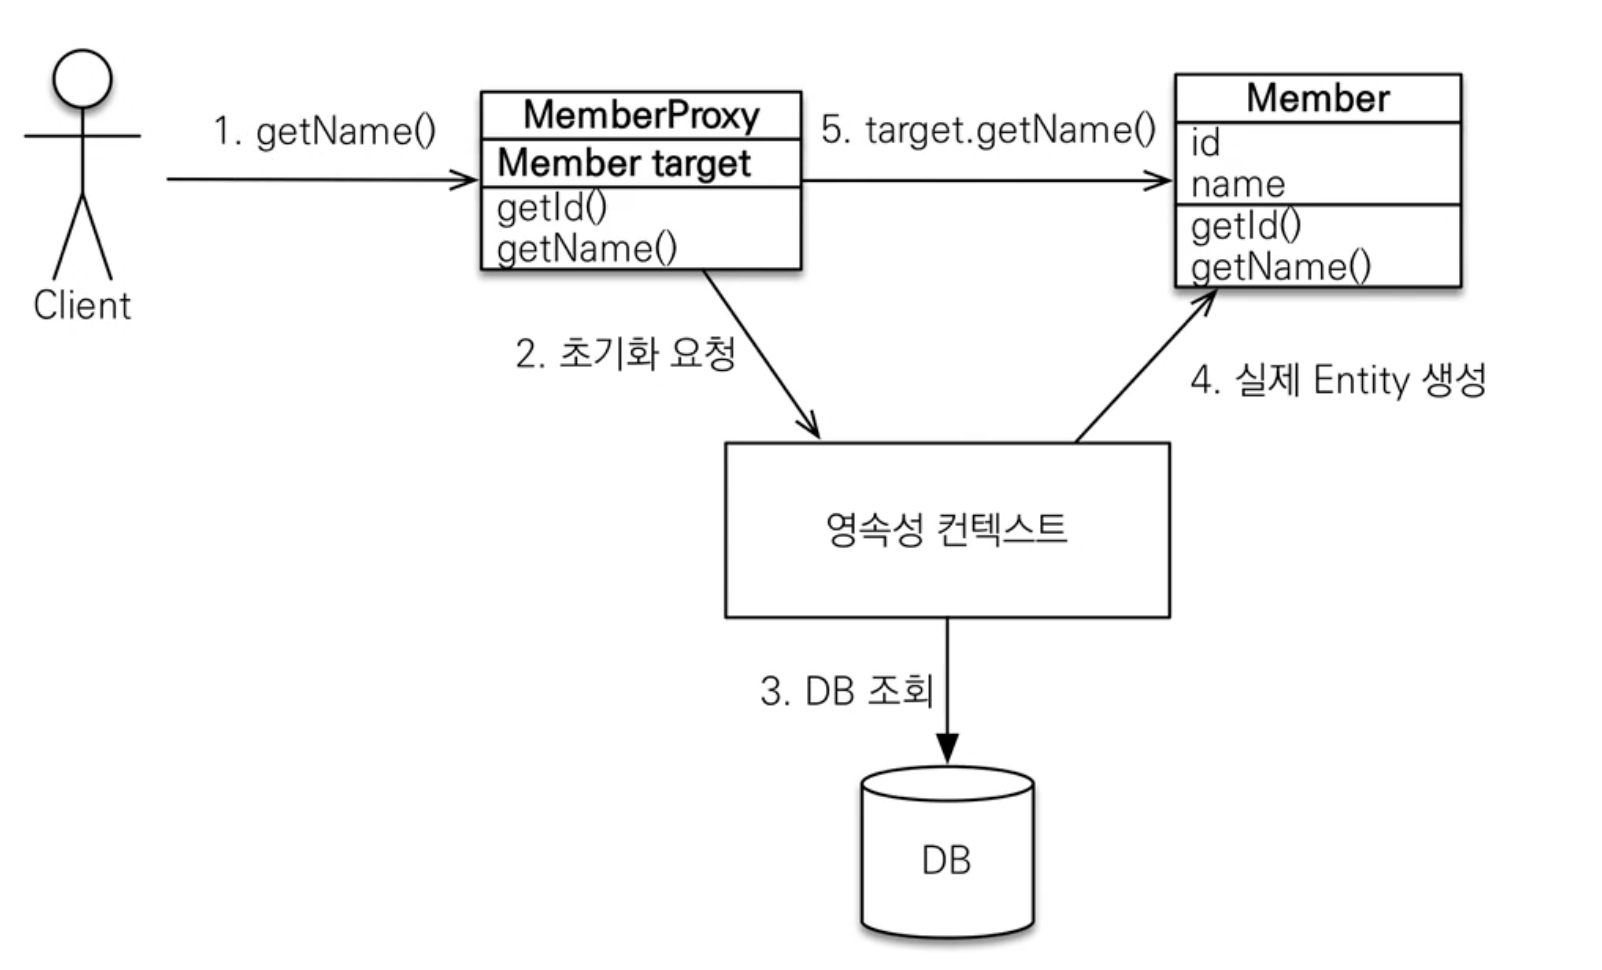 1. getName()
MemberProxy
Member target
getId()
getName()
5. target.getName()
Member
id
name
getId()
getName()
Client
2. 초기화 요청
4. 실제 Entity 생성
영속성 컨텍스트
3. DB 조회
DB